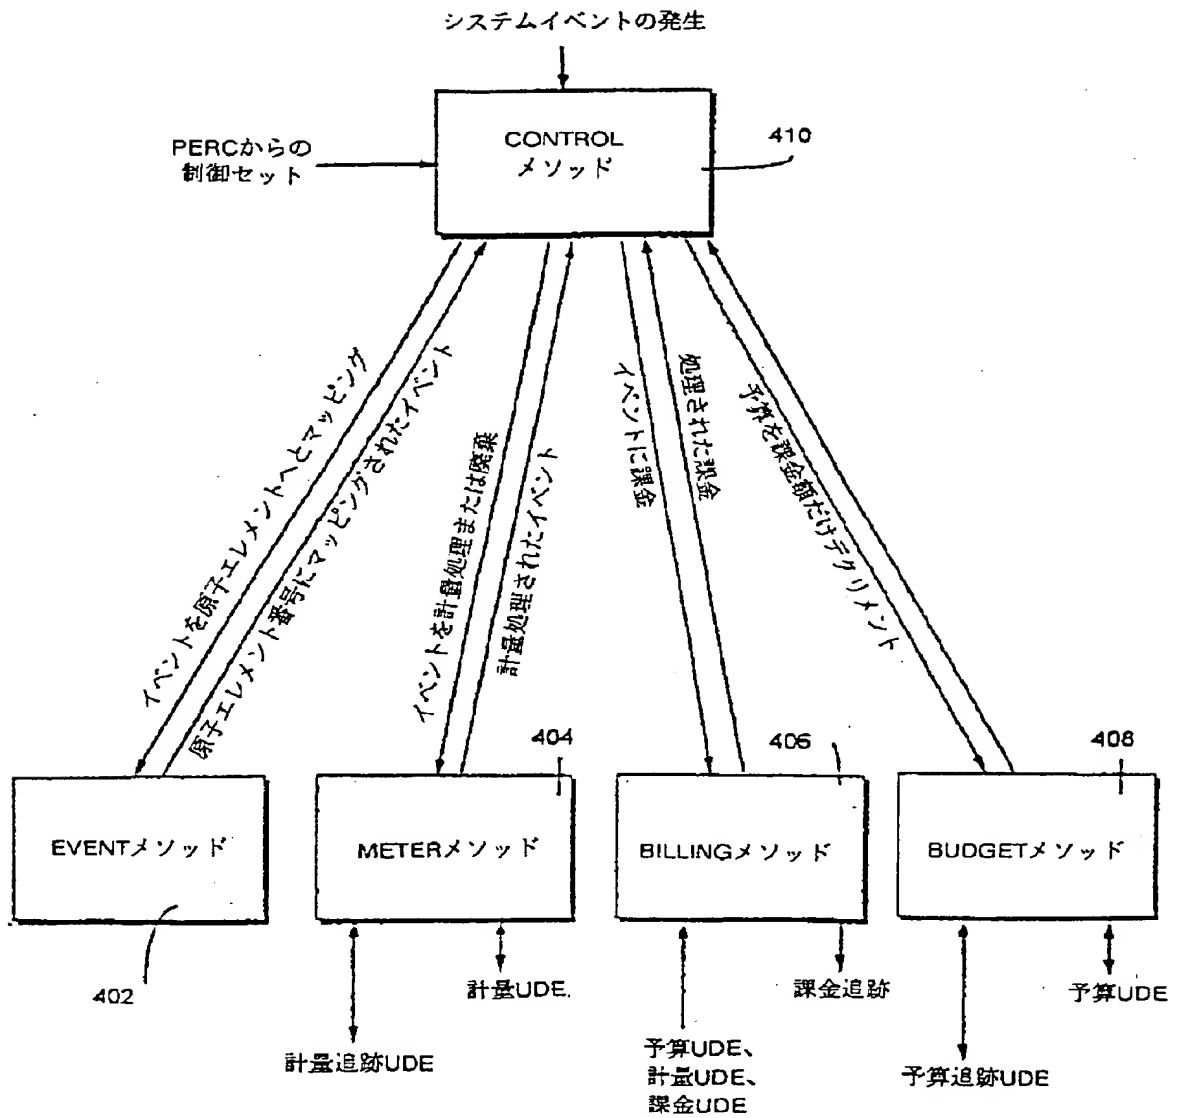 システムイベントの発生
CONTROL
メソッド
410
PERCからの
制御セット
イベントを原子エレメントへとマッピング
原子エレメント番号にマッピングされたイベント
イベントを計量処理または廃棄
計量処理されたイベント
イベントに課金
処理された課金
予算を課金額だけデクリメント
404
406
408
EVENTメソッド
METERメソッド
BILLINGメソッド
BUDGETメソッド
402
計量UDE
課金追跡
予算UDE
計量追跡UDE
予算UDE、
計量UDE、
課金UDE
予算追跡UDE